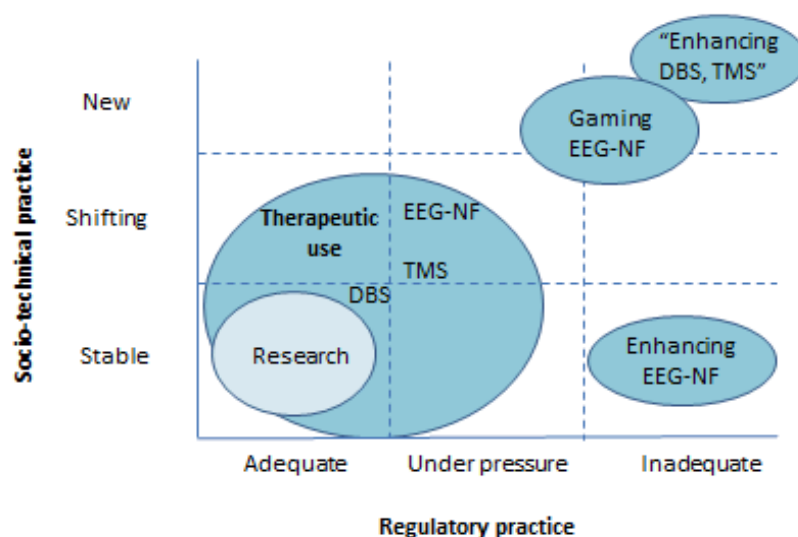 “Enhancing
DBS, TMS”
New
Gaming
EEG-NF
Socio-technical practice
Shifting
Therapeutic
use
EEG-NF
TMS
DBS
Stable
Research
Enhancing
EEG-NF
Adequate
Under pressure
Inadequate
Regulatory practice